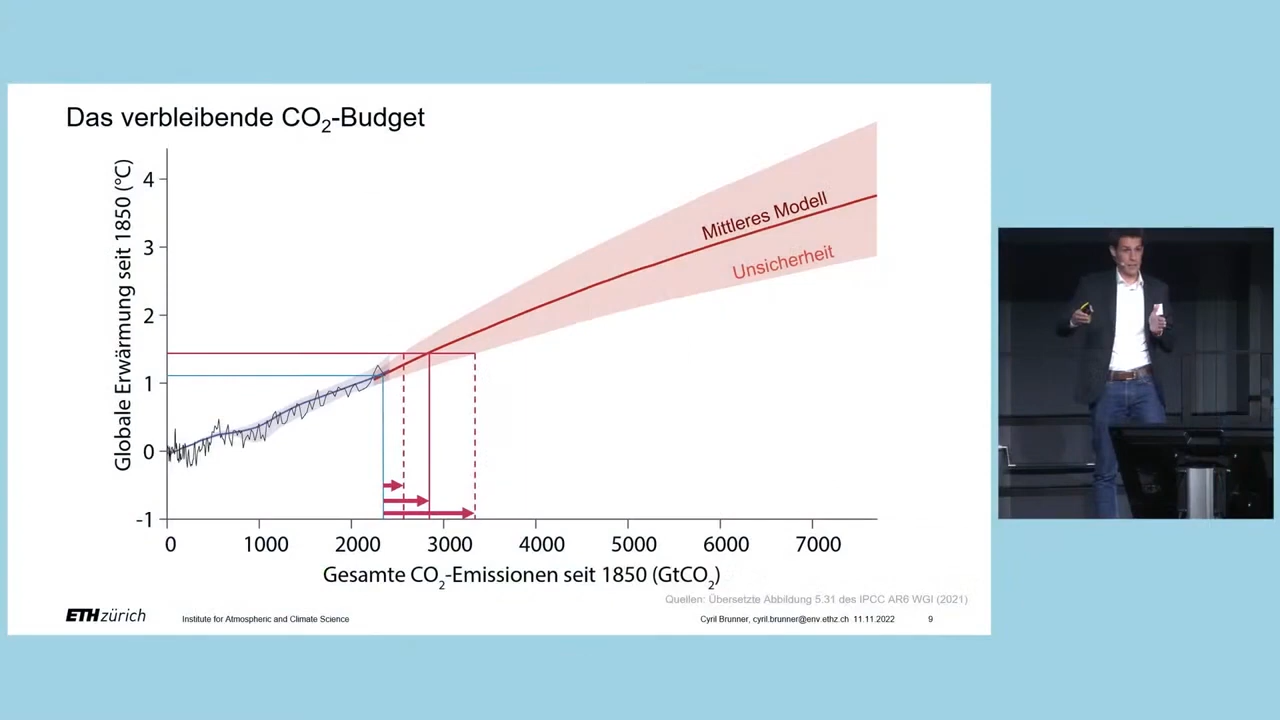 Das verbleibende CO2-Budget
Globale Erwärmung seit 1850 (°C)
4
3
2
1
0
-1
Mittleres Modell
Unsicherheit
0 1000 2000 3000 4000 5000 6000 7000
Gesamte CO2-Emissionen seit 1850 (GtCO2)
Quellen: Übersetzte Abbildung 5.31 des IPCC AR6 WGI (2021)
ETH zürich Institute for Atmospheric and Climate Science Cyril Brunner, cyril.brunner@env.ethz.ch 11.11.2022 9